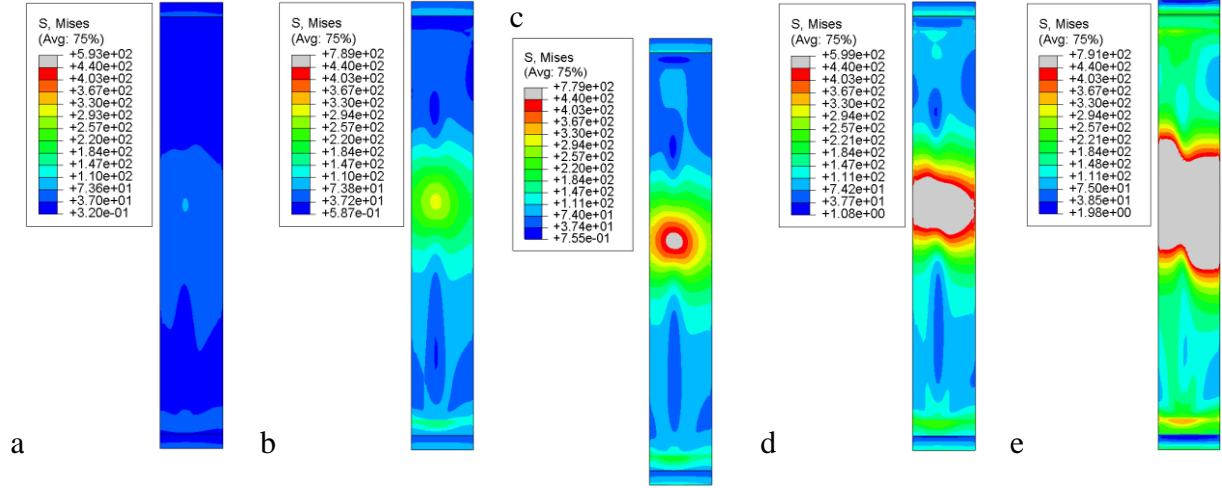 S, Mises
(Avg: 75%)
+5.93e+02
+4.40e+02
+4.03e+02
+3.67e+02
+3.30e+02
+2.93e+02
+2.57e+02
+2.20e+02
+1.84e+02
+1.47e+02
+1.10e+02
+7.36e+01
+3.70e+01
+3.20e-01
a
S, Mises
(Avg: 75%)
+7.89e+02
+4.40e+02
+4.03e+02
+3.67e+02
+3.30e+02
+2.94e+02
+2.57e+02
+2.20e+02
+1.84e+02
+1.47e+02
+1.10e+02
+7.38e+01
+3.72e+01
+5.87e-01
b
c
S, Mises
(Avg: 75%)
+7.79e+02
+4.40e+02
+4.03e+02
+3.67e+02
+3.30e+02
+2.94e+02
+2.57e+02
+2.20e+02
+1.84e+02
+1.47e+02
+1.11e+02
+7.40e+01
+3.74e+01
+7.55e-01
S, Mises
(Avg: 75%)
+5.99e+02
+4.40e+02
+4.03e+02
+3.67e+02
+3.30e+02
+2.94e+02
+2.57e+02
+2.21e+02
+1.84e+02
+1.47e+02
+1.11e+02
+7.42e+01
+3.77e+01
+1.08e+00
d
S, Mises
(Avg: 75%)
+7.91e+02
+4.40e+02
+4.03e+02
+3.67e+02
+3.30e+02
+2.94e+02
+2.57e+02
+2.21e+02
+1.84e+02
+1.48e+02
+1.11e+02
+7.50e+01
+3.85e+01
+1.98e+00
e